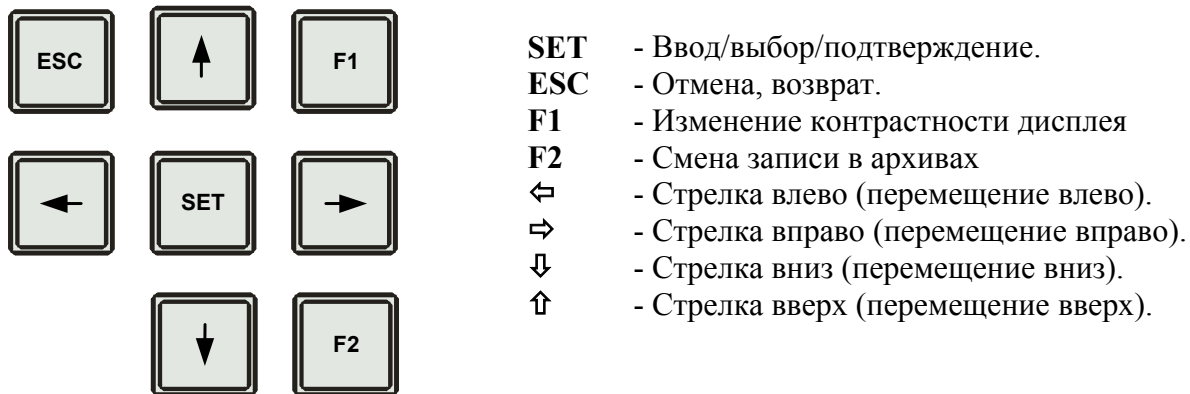 ESC ↑ F1
← SET →
↓ F2
SET - Ввод/выбор/подтверждение.
ESC - Отмена, возврат.
F1 - Изменение контрастности дисплея
F2 - Смена записи в архивах
⇦ - Стрелка влево (перемещение влево).
⇨ - Стрелка вправо (перемещение вправо).
⇩ - Стрелка вниз (перемещение вниз).
⇧ - Стрелка вверх (перемещение вверх).